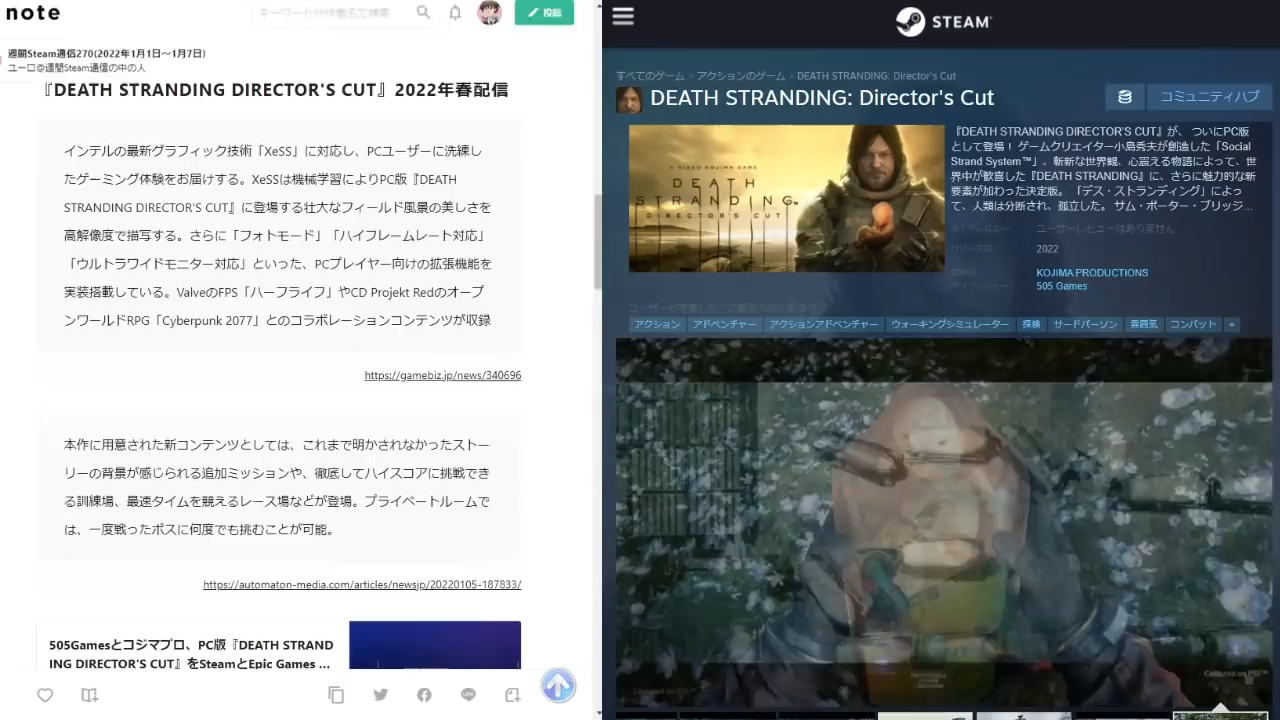 note
キーワードや作者名で検索
投稿
週間Steam通信270(2022年1月1日～1月7日)
ユーロ@週間Steam通信の中の人
『DEATH STRANDING DIRECTOR'S CUT』2022年春配信
インテルの最新グラフィック技術「XeSS」に対応し、PCユーザーに洗練し
たゲーミング体験をお届けする。XeSSは機械学習によりPC版『DEATH
STRANDING DIRECTOR'S CUT』に登場する壮大なフィールド風景の美しさを
高解像度で描写する。さらに「フォトモード」「ハイフレームレート対応」
「ウルトラワイドモニター対応」といった、PCプレイヤー向けの拡張機能を
実装搭載している。ValveのFPS「ハーフライフ」やCD Projekt Redのオープ
ンワールドRPG「Cyberpunk 2077」とのコラボレーションコンテンツが収録
https://gamebiz.jp/news/340696
本作に用意された新コンテンツとしては、これまで明かされなかったストー
リーの背景が感じられる追加ミッションや、徹底してハイスコアに挑戦でき
る訓練場、最速タイムを競えるレース場などが登場。プライベートルームで
は、一度戦ったボスに何度でも挑むことが可能。
https://automaton-media.com/articles/newsjp/20220105-187833/
505Gamesとコジマプロ、PC版『DEATH STRAND
ING DIRECTOR'S CUT』をSteamとEpic Games ...
STEAM
すべてのゲーム > アクションのゲーム > DEATH STRANDING: Director's Cut
DEATH STRANDING: Director's Cut
コミュニティハブ
A HIDEO KOJIMA GAME
DEATH
STRANDING
DIRECTOR'S CUT
『DEATH STRANDING DIRECTOR'S CUT』が、 ついにPC版
として登場！ ゲームクリエイター小島秀夫が創造した「Social
Strand System™」、斬新な世界観、心震える物語によって、世
界中が歓喜した『DEATH STRANDING』に、さらに魅力的な新
要素が加わった決定版。 「デス・ストランディング」によっ
て、人類は分断され、孤立した。 サム・ポーター・ブリッジ...
ユーザーレビューはありません
2022
KOJIMA PRODUCTIONS
505 Games
アクション アドベンチャー アクションアドベンチャー ウォーキングシミュレーター 探検 サードパーソン 雰囲気 コンバット +